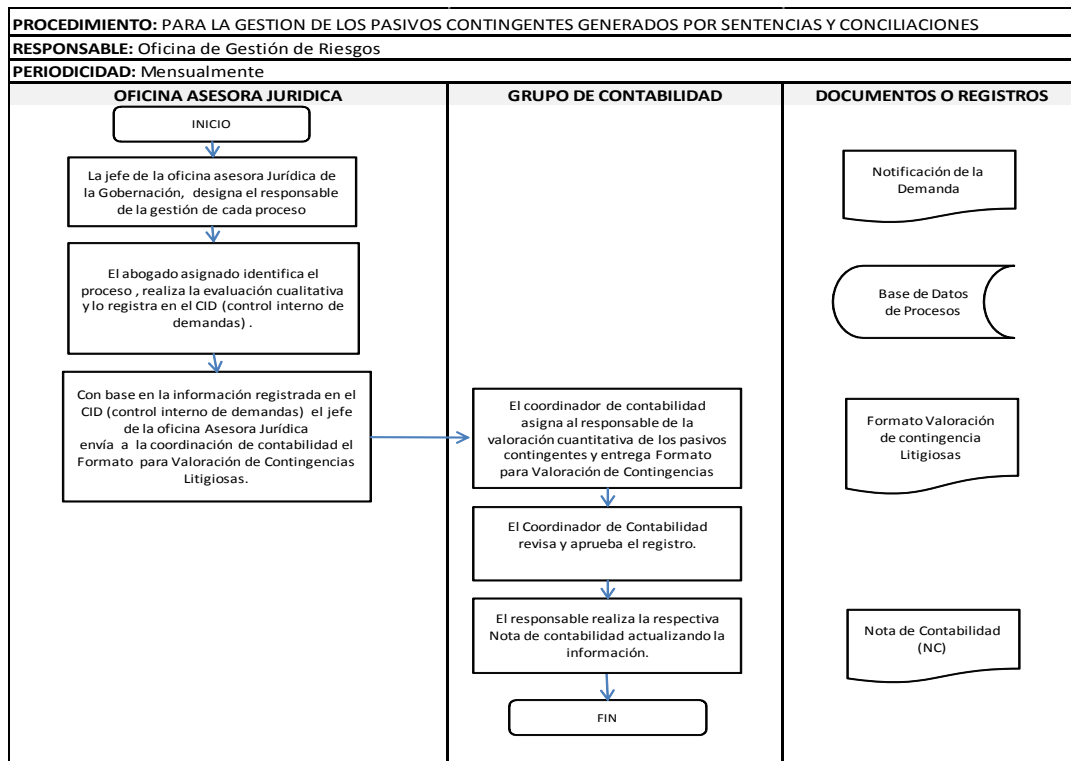 PROCEDIMIENTO: PARA LA GESTION DE LOS PASIVOS CONTINGENTES GENERADOS POR SENTENCIAS Y CONCILIACIONES
RESPONSABLE: Oficina de Gestión de Riesgos
PERIODICIDAD: Mensualmente
OFICINA ASESORA JURIDICA
INICIO
La jefe de la oficina asesora Jurídica de
la Gobernación, designa el responsable
de la gestión de cada proceso
El abogado asignado identifica el
proceso , realiza la evaluación cualitativa
y lo registra en el CID (control interno de
demandas) .
Con base en la información registrada en el
CID (control interno de demandas) el jefe
de la oficina Asesora Jurídica
envía a la coordinación de contabilidad el
Formato para Valoración de Contingencias
Litigiosas.
GRUPO DE CONTABILIDAD
El coordinador de contabilidad
asigna al responsable de la
valoración cuantitativa de los pasivos
contingentes y entrega Formato
para Valoración de Contingencias
El Coordinador de Contabilidad
revisa y aprueba el registro.
El responsable realiza la respectiva
Nota de contabilidad actualizando la
información.
FIN
DOCUMENTOS O REGISTROS
Notificación de la
Demanda
Base de Datos
de Procesos
Formato Valoración
de contingencia
Litigiosas
Nota de Contabilidad
(NC)